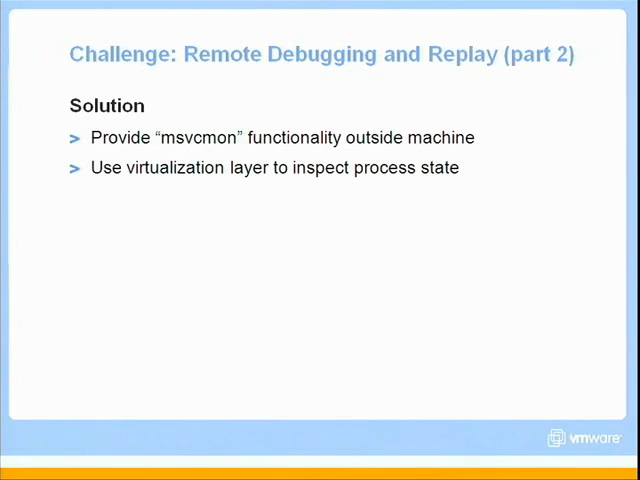 Challenge: Remote Debugging and Replay (part 2)
Solution
> Provide “msvcmon” functionality outside machine
> Use virtualization layer to inspect process state
vmware